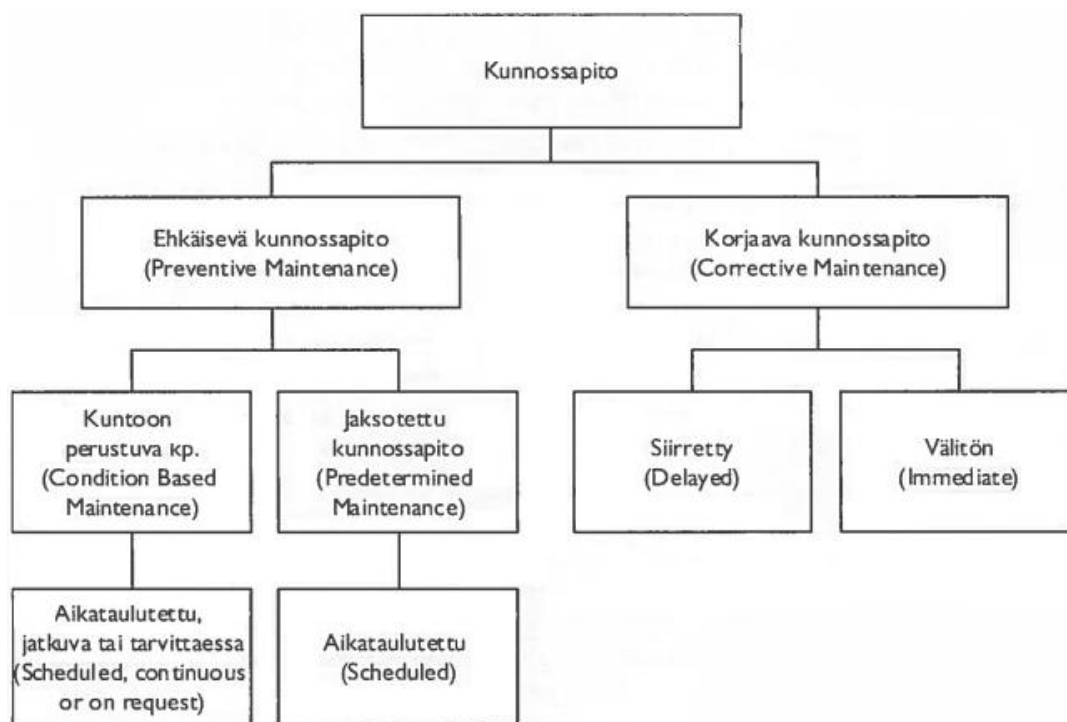 Kunnossapito
Ehkäisevä kunnossapito
(Preventive Maintenance)
Korjaava kunnossapito
(Corrective Maintenance)
Kuntoon
perustuva kp.
(Condition Based
Maintenance)
Jaksotettu
kunnossapito
(Predetermined
Maintenance)
Siirretty
(Delayed)
Välitön
(Immediate)
Aikataulutettu,
jatkuva tai tarvittaessa
(Scheduled, continuous
or on request)
Aikataulutettu
(Scheduled)